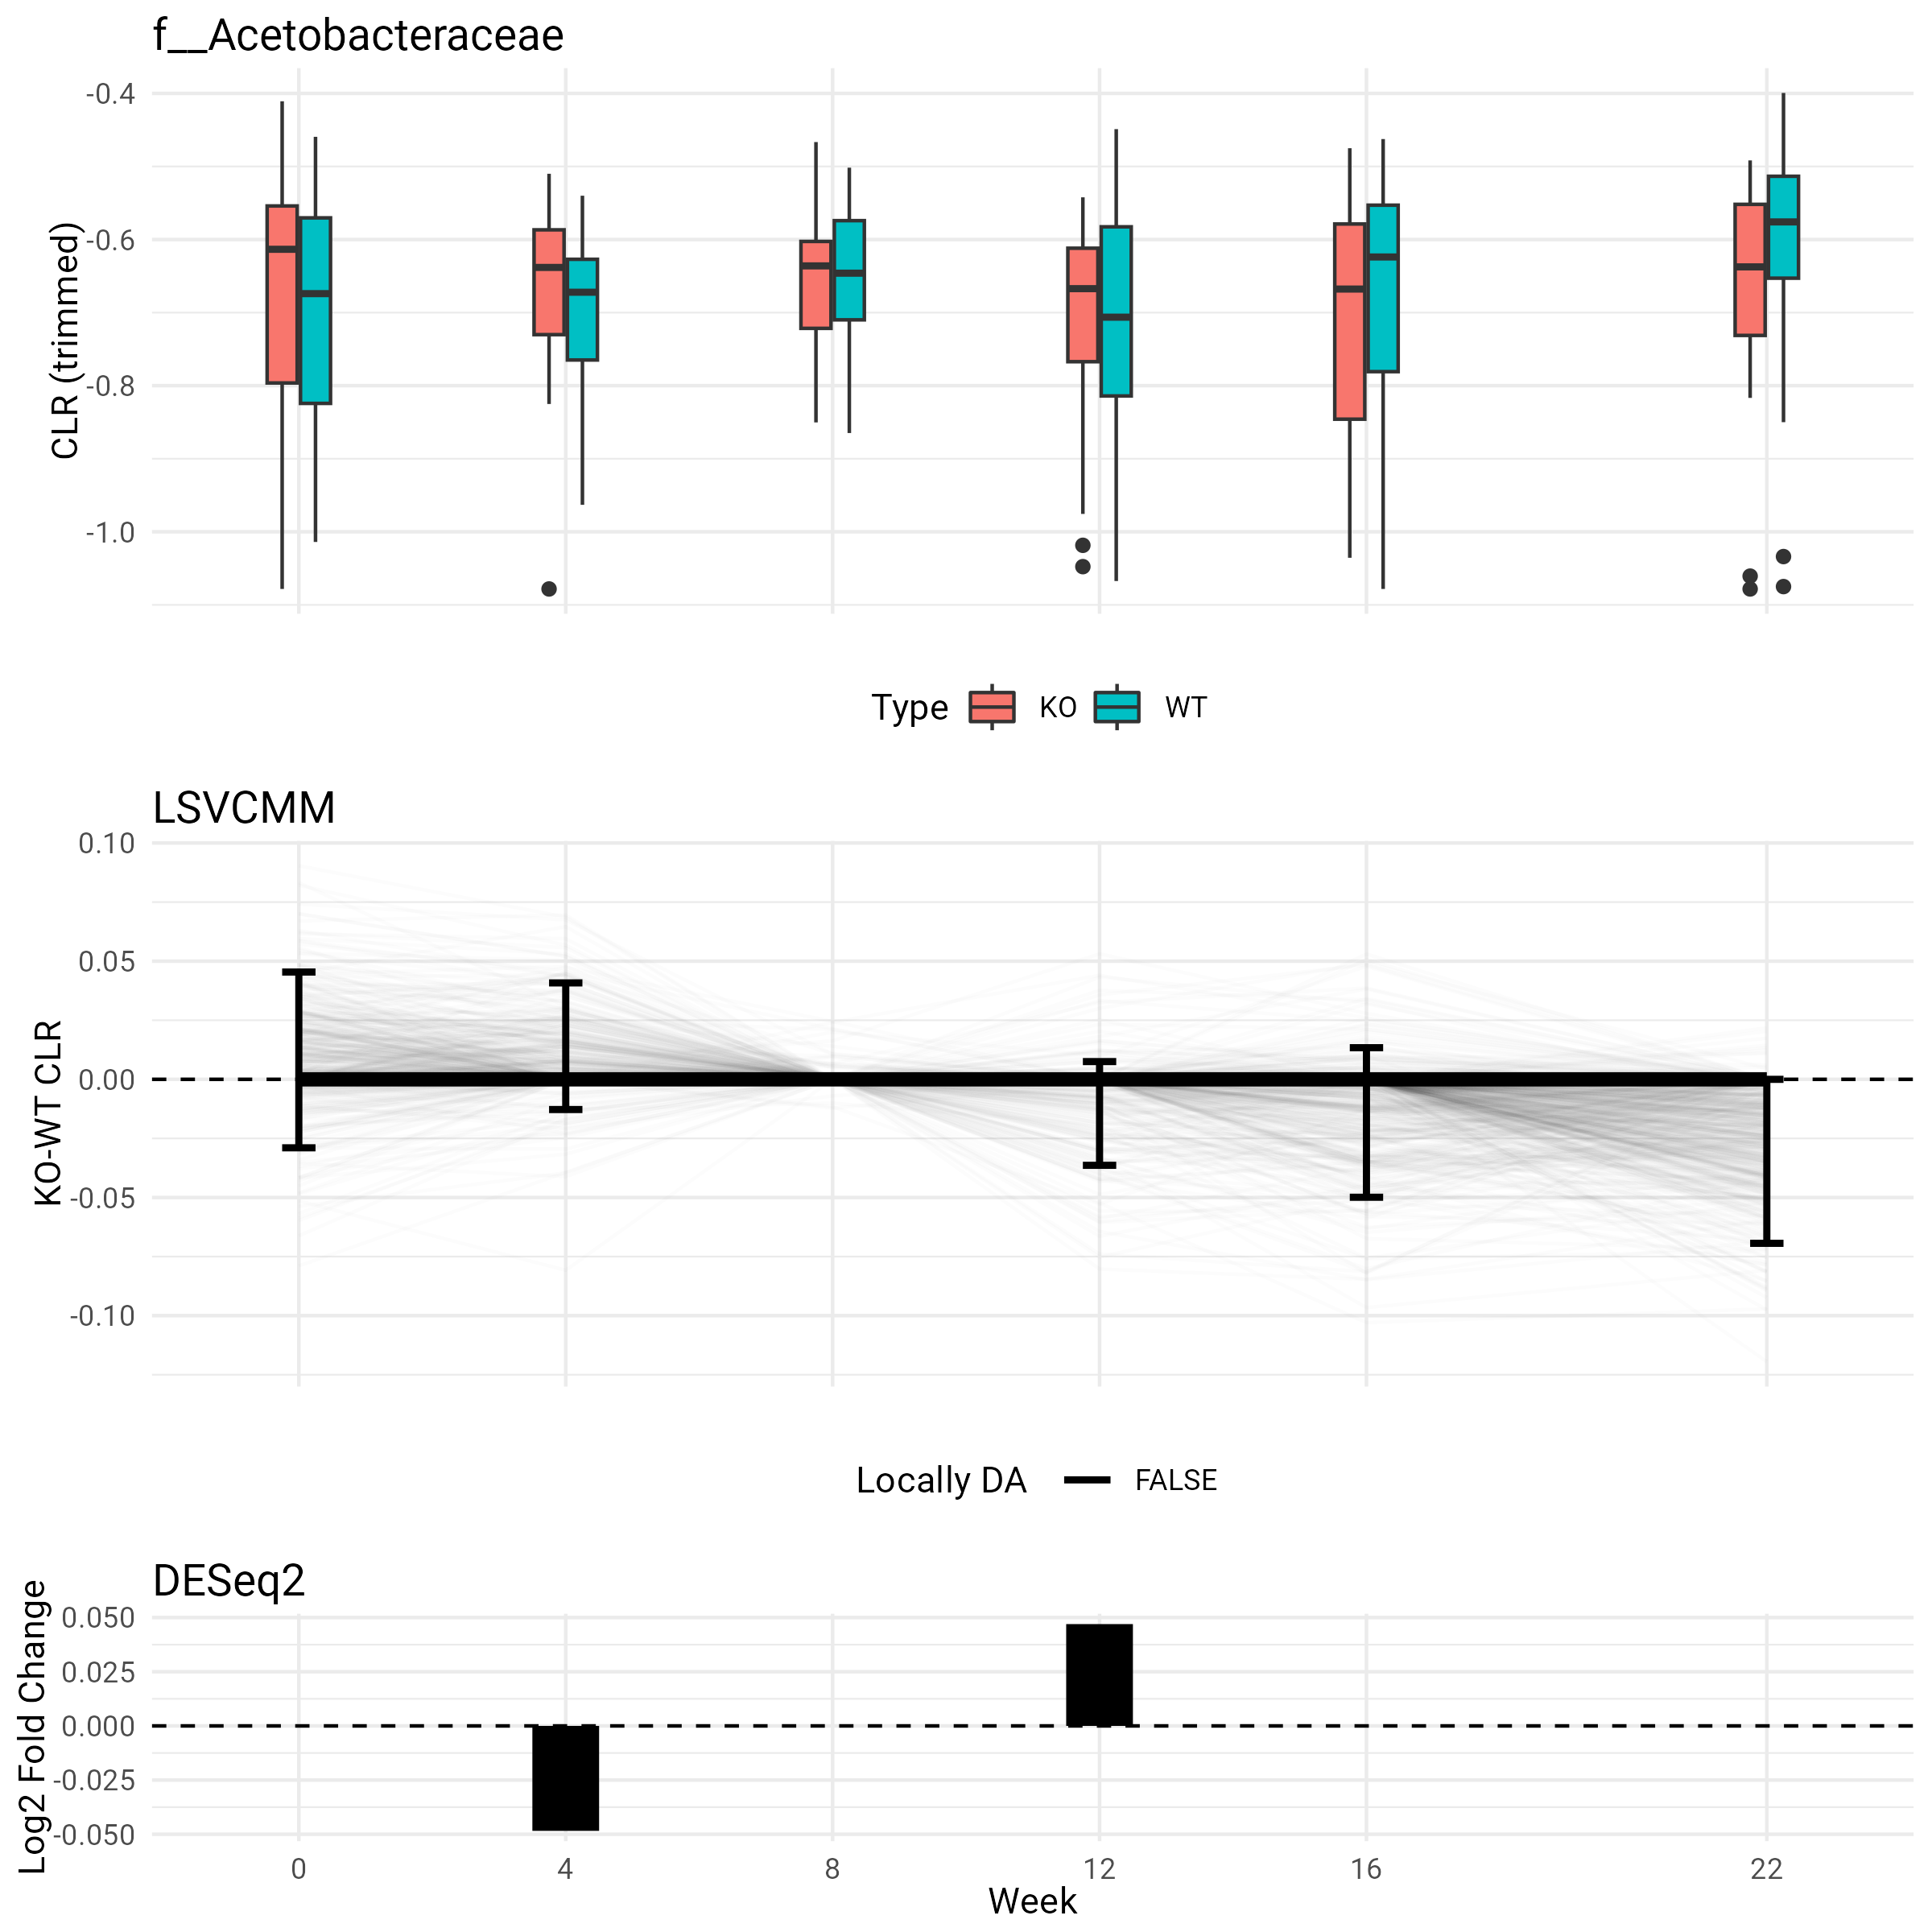 f__Acetobacteraceae
CLR (trimmed)
-0.4
-0.6
-0.8
-1.0
Type KO WT
LSVCMM
KO-WT CLR
0.10
0.05
0.00
-0.05
-0.10
Locally DA FALSE
DESeq2
Log2 Fold Change
0.050
0.025
0.000
-0.025
-0.050
0 4 8 12 16 22
Week